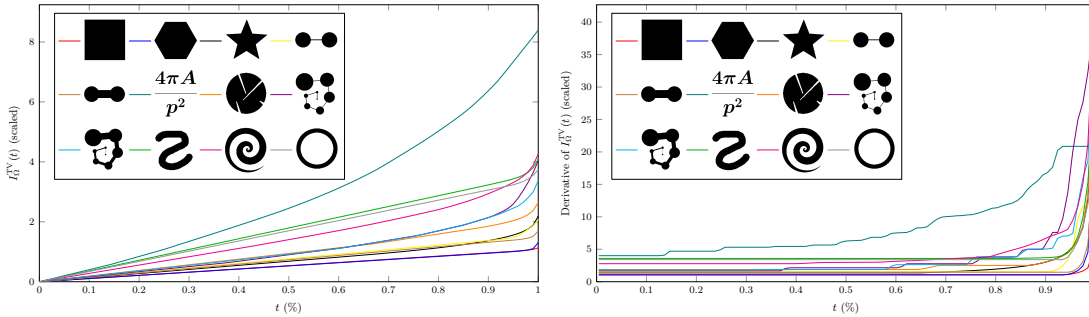 8
6
4
2
0
I_Ω^TV(t) (scaled)
4πA
p²
0 0.1 0.2 0.3 0.4 0.5 0.6 0.7 0.8 0.9 1
t (%)
40
35
30
25
20
15
10
5
0
Derivative of I_Ω^TV(t) (scaled)
4πA
p²
0 0.1 0.2 0.3 0.4 0.5 0.6 0.7 0.8 0.9
t (%)